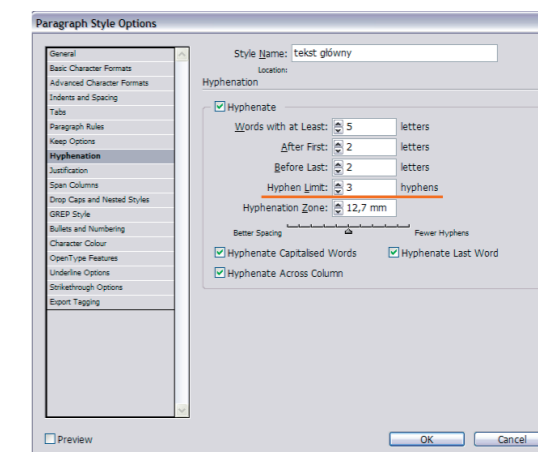 Paragraph Style Options
General
Basic Character Formats
Advanced Character Formats
Indents and Spacing
Tabs
Paragraph Rules
Keep Options
Hyphenation
Justification
Span Columns
Drop Caps and Nested Styles
GREP Style
Bullets and Numbering
Character Colour
OpenType Features
Underline Options
Strikethrough Options
Export Tagging
Style Name: tekst główny
Location:
Hyphenation
Hyphenate
Words with at Least: 5 letters
After First: 2 letters
Before Last: 2 letters
Hyphen Limit: 3 hyphens
Hyphenation Zone: 12,7 mm
Better Spacing Fewer Hyphens
Hyphenate Capitalised Words Hyphenate Last Word
Hyphenate Across Column
Preview OK Cancel